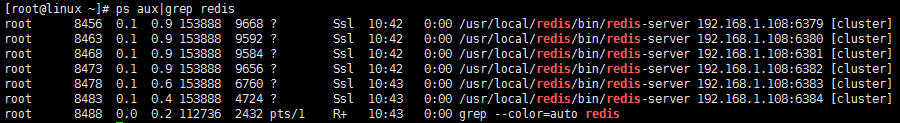 [root@linux ~]# ps aux|grep redis
root      8456  0.1  0.9 153888  9668 ?        Ssl  10:42   0:00 /usr/local/redis/bin/redis-server 192.168.1.108:6379 [cluster]
root      8463  0.1  0.9 153888  9592 ?        Ssl  10:42   0:00 /usr/local/redis/bin/redis-server 192.168.1.108:6380 [cluster]
root      8468  0.1  0.9 153888  9584 ?        Ssl  10:42   0:00 /usr/local/redis/bin/redis-server 192.168.1.108:6381 [cluster]
root      8473  0.1  0.9 153888  9656 ?        Ssl  10:42   0:00 /usr/local/redis/bin/redis-server 192.168.1.108:6382 [cluster]
root      8478  0.1  0.6 153888  6760 ?        Ssl  10:43   0:00 /usr/local/redis/bin/redis-server 192.168.1.108:6383 [cluster]
root      8483  0.1  0.4 153888  4724 ?        Ssl  10:43   0:00 /usr/local/redis/bin/redis-server 192.168.1.108:6384 [cluster]
root      8488  0.0  0.2 112736  2432 pts/1    R+   10:43   0:00 grep --color=auto redis